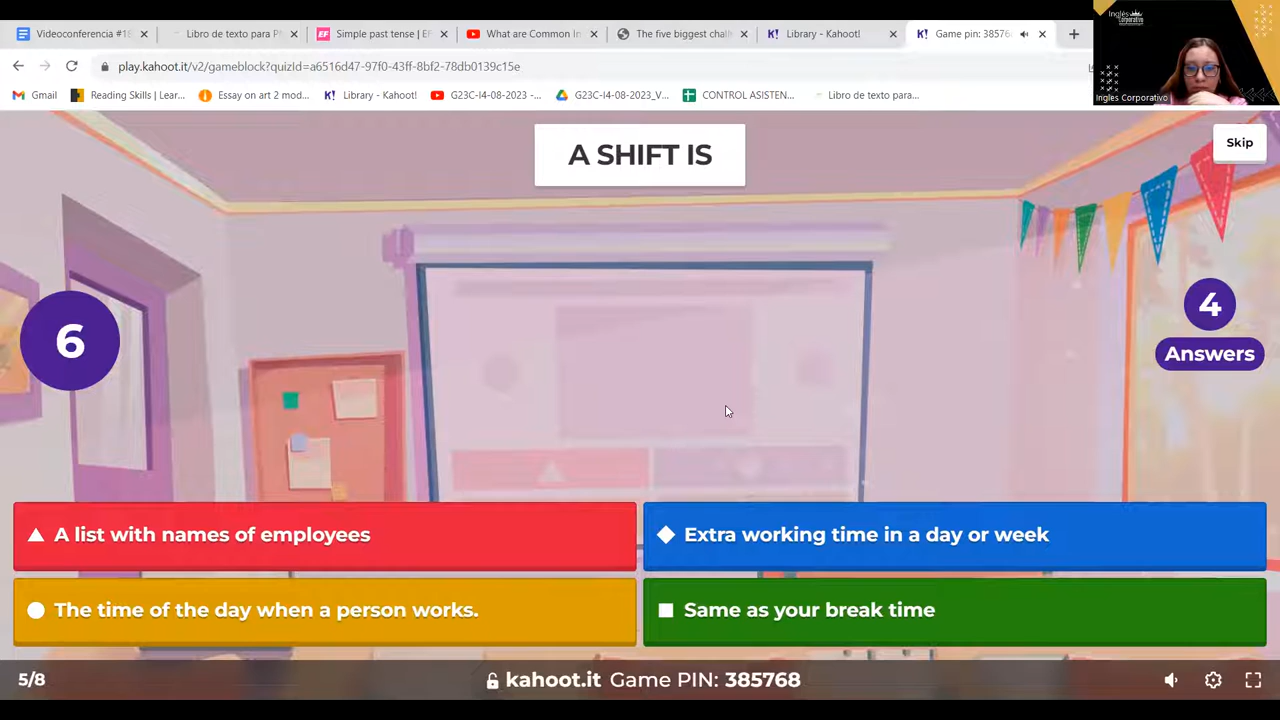 Videoconferencia #18
Libro de texto para P
Simple past tense |
What are Common In
The five biggest chall
Library - Kahoot!
Game pin: 38576
play.kahoot.it/v2/gameblock?quizId=a6516d47-97f0-43ff-8bf2-78db0139c15e
Gmail
Reading Skills | Lear...
Essay on art 2 mod...
Library - Kahoot!
G23C-I4-08-2023 -...
G23C-I4-08-2023_V...
CONTROL ASISTEN...
Libro de texto para...
Inglés
Corporativo
Ingles Corporativo
A SHIFT IS
Skip
6
4
Answers
A list with names of employees
Extra working time in a day or week
The time of the day when a person works.
Same as your break time
5/8
kahoot.it Game PIN: 385768